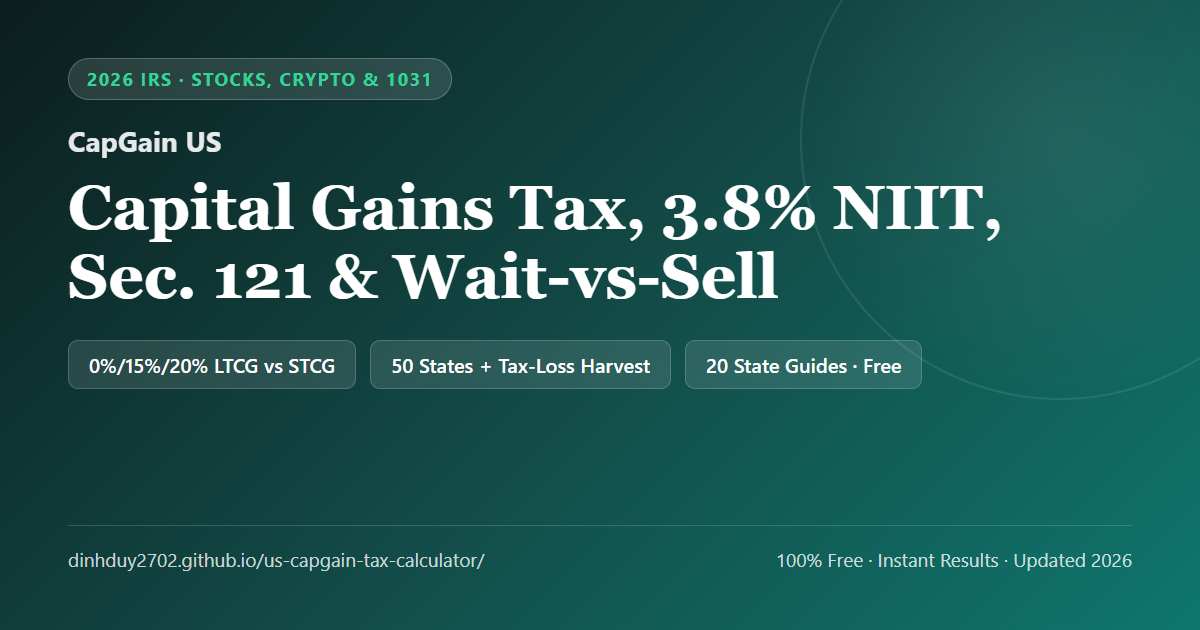 2026 IRS · STOCKS, CRYPTO & 1031
CapGain US
Capital Gains Tax, 3.8% NIIT,
Sec. 121 & Wait-vs-Sell
0%/15%/20% LTCG vs STCG
50 States + Tax-Loss Harvest
20 State Guides · Free
dinhduy2702.github.io/us-capgain-tax-calculator/
100% Free · Instant Results · Updated 2026